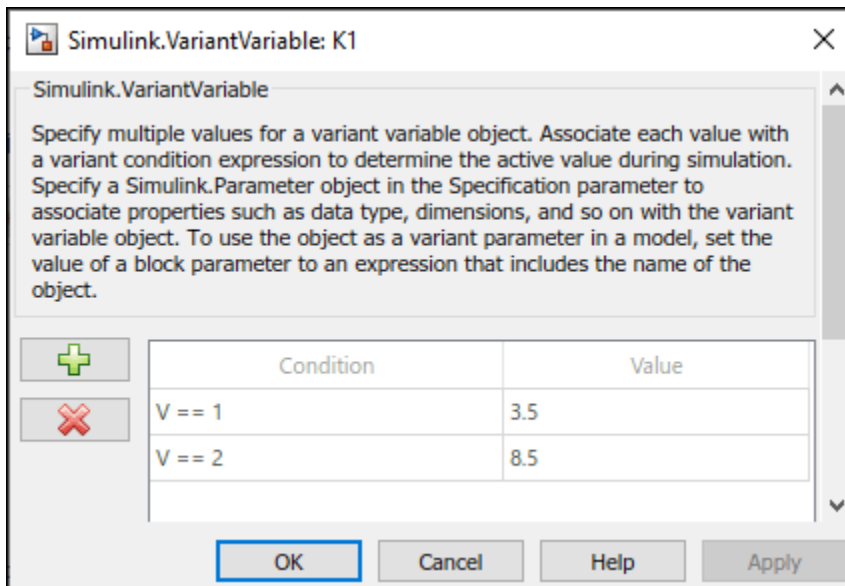 Simulink.VariantVariable: K1
Simulink.VariantVariable
Specify multiple values for a variant variable object. Associate each value with
a variant condition expression to determine the active value during simulation.
Specify a Simulink.Parameter object in the Specification parameter to
associate properties such as data type, dimensions, and so on with the variant
variable object. To use the object as a variant parameter in a model, set the
value of a block parameter to an expression that includes the name of the
object.
Condition Value
V == 1 3.5
V == 2 8.5
OK Cancel Help Apply